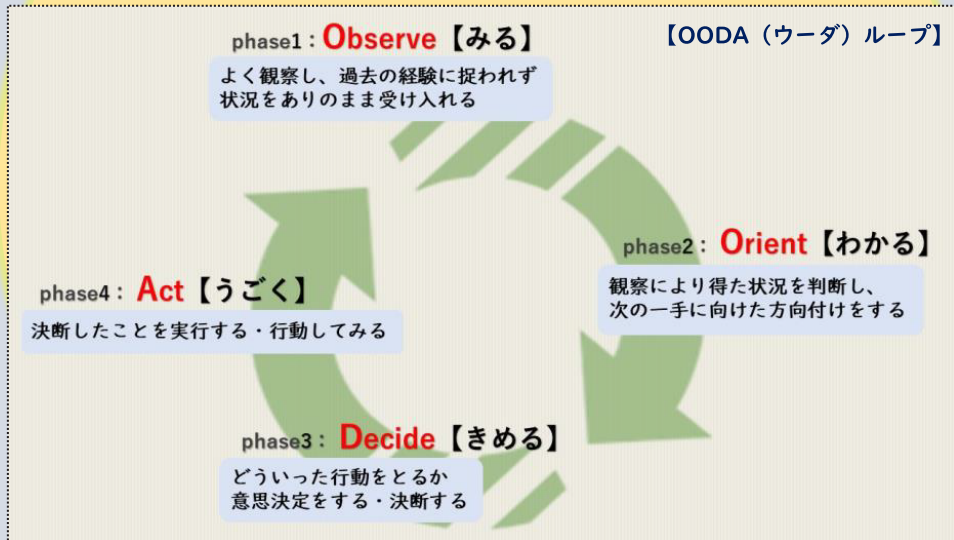 【OODA（ウーダ）ループ】
phase1：Observe【みる】
よく観察し、過去の経験に捉われず
状況をありのまま受け入れる
phase2：Orient【わかる】
観察により得た状況を判断し、
次の一手に向けた方向付けをする
phase3：Decide【きめる】
どういった行動をとるか
意思決定をする・決断する
phase4：Act【うごく】
決断したことを実行する・行動してみる